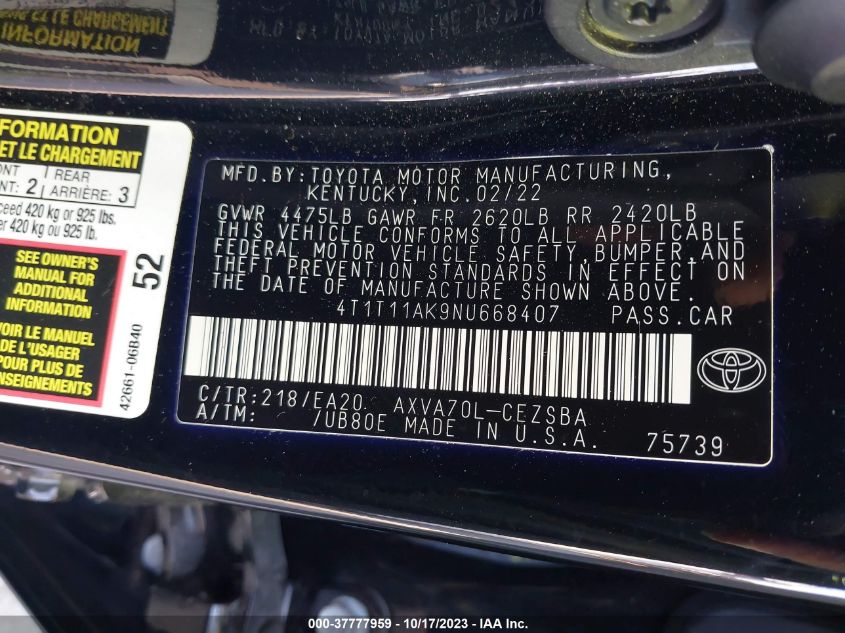 INFORMATION
FORMATION
ET LE CHARGEMENT
REAR
2 ARRIÈRE: 3
420 kg or 925 lbs.
420 kg ou 925 lb.
SEE OWNER'S
MANUAL FOR
ADDITIONAL
INFORMATION
LE MANUEL
DE L'USAGER
POUR PLUS
52
42661-06B40
MFD.BY:TOYOTA MOTOR MANUFACTURING,
KENTUCKY,INC.02/22
GVWR 4475LB GAWR FR 2620LB RR 2420LB
THIS VEHICLE CONFORMS TO ALL APPLICABLE
FEDERAL MOTOR VEHICLE SAFETY,BUMPER,AND
THEFT PREVENTION STANDARDS IN EFFECT ON
THE DATE OF MANUFACTURE SHOWN ABOVE.
4T1T11AK9NU668407 PASS.CAR
C/TR:218/EA20 AXVA70L-CEZSBA
A/TM: /UB80E MADE IN U.S.A. 75739
000-37777959 - 10/17/2023 - IAA Inc.